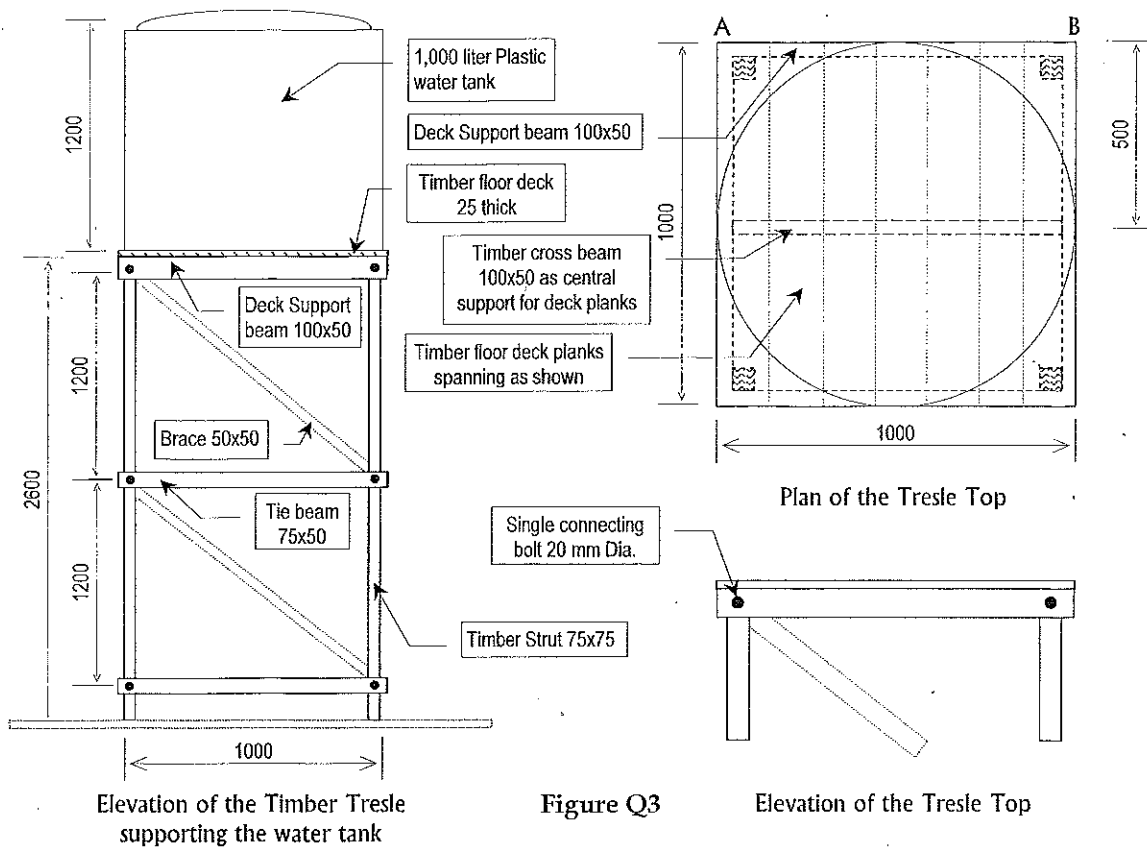 1200
1,000 liter Plastic
water tank
Deck Support beam 100x50
Timber floor deck
25 thick
Timber cross beam
100x50 as central
support for deck planks
Deck Support
beam 100x50
Timber floor deck planks
spanning as shown
1200
Brace 50x50
2600
Tie beam
75x50
1200
Timber Strut 75x75
1000
Elevation of the Timber Tresle
supporting the water tank
A
B
1000
500
1000
Plan of the Tresle Top
Single connecting
bolt 20 mm Dia.
Figure Q3
Elevation of the Tresle Top